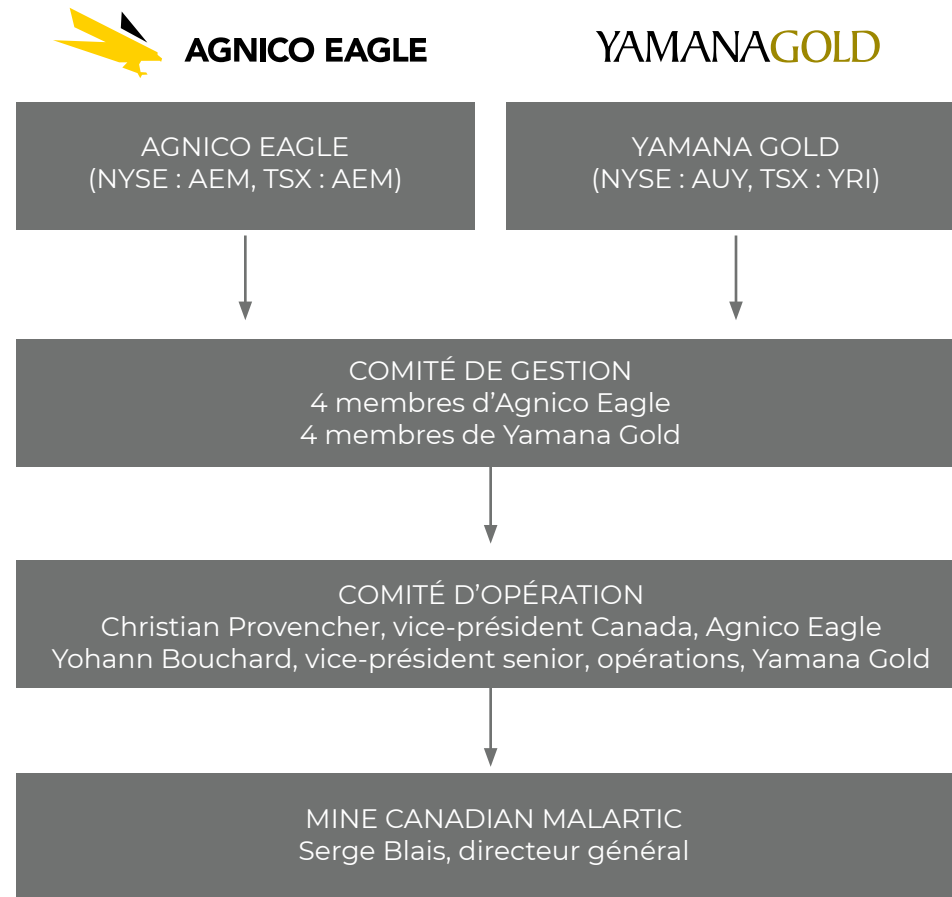 AGNICO EAGLE
YAMANAGOLD
AGNICO EAGLE
(NYSE : AEM, TSX : AEM)
YAMANA GOLD
(NYSE : AUY, TSX : YRI)
COMITÉ DE GESTION
4 membres d’Agnico Eagle
4 membres de Yamana Gold
COMITÉ D’OPÉRATION
Christian Provencher, vice-président Canada, Agnico Eagle
Yohann Bouchard, vice-président senior, opérations, Yamana Gold
MINE CANADIAN MALARTIC
Serge Blais, directeur général